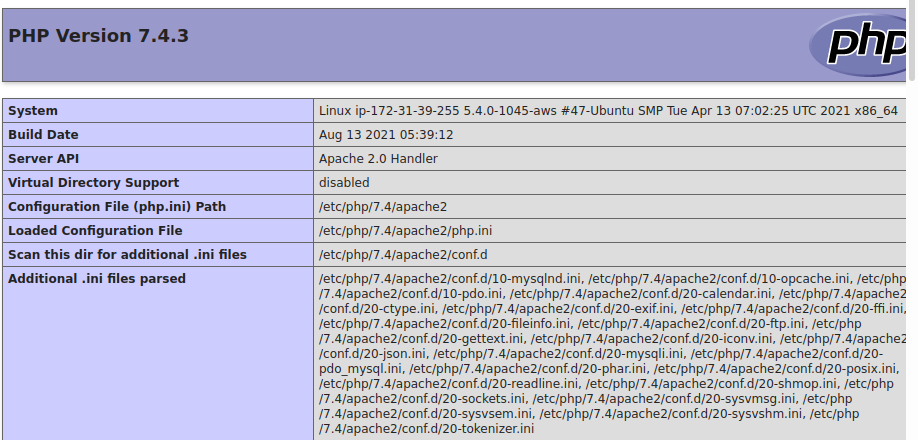 PHP Version 7.4.3
php
System Linux ip-172-31-39-255 5.4.0-1045-aws #47-Ubuntu SMP Tue Apr 13 07:02:25 UTC 2021 x86_64
Build Date Aug 13 2021 05:39:12
Server API Apache 2.0 Handler
Virtual Directory Support disabled
Configuration File (php.ini) Path /etc/php/7.4/apache2
Loaded Configuration File /etc/php/7.4/apache2/php.ini
Scan this dir for additional .ini files /etc/php/7.4/apache2/conf.d
Additional .ini files parsed /etc/php/7.4/apache2/conf.d/10-mysqlnd.ini, /etc/php/7.4/apache2/conf.d/10-opcache.ini, /etc/php
/7.4/apache2/conf.d/10-pdo.ini, /etc/php/7.4/apache2/conf.d/20-calendar.ini, /etc/php/7.4/apache2
/conf.d/20-ctype.ini, /etc/php/7.4/apache2/conf.d/20-exif.ini, /etc/php/7.4/apache2/conf.d/20-ffi.ini,
/etc/php/7.4/apache2/conf.d/20-fileinfo.ini, /etc/php/7.4/apache2/conf.d/20-ftp.ini, /etc/php
/7.4/apache2/conf.d/20-gettext.ini, /etc/php/7.4/apache2/conf.d/20-iconv.ini, /etc/php/7.4/apache2
/conf.d/20-json.ini, /etc/php/7.4/apache2/conf.d/20-mysqli.ini, /etc/php/7.4/apache2/conf.d/20-
pdo_mysql.ini, /etc/php/7.4/apache2/conf.d/20-phar.ini, /etc/php/7.4/apache2/conf.d/20-posix.ini,
/etc/php/7.4/apache2/conf.d/20-readline.ini, /etc/php/7.4/apache2/conf.d/20-shmop.ini, /etc/php
/7.4/apache2/conf.d/20-sockets.ini, /etc/php/7.4/apache2/conf.d/20-sysvmsg.ini, /etc/php
/7.4/apache2/conf.d/20-sysvsem.ini, /etc/php/7.4/apache2/conf.d/20-sysvshm.ini, /etc/php
/7.4/apache2/conf.d/20-tokenizer.ini